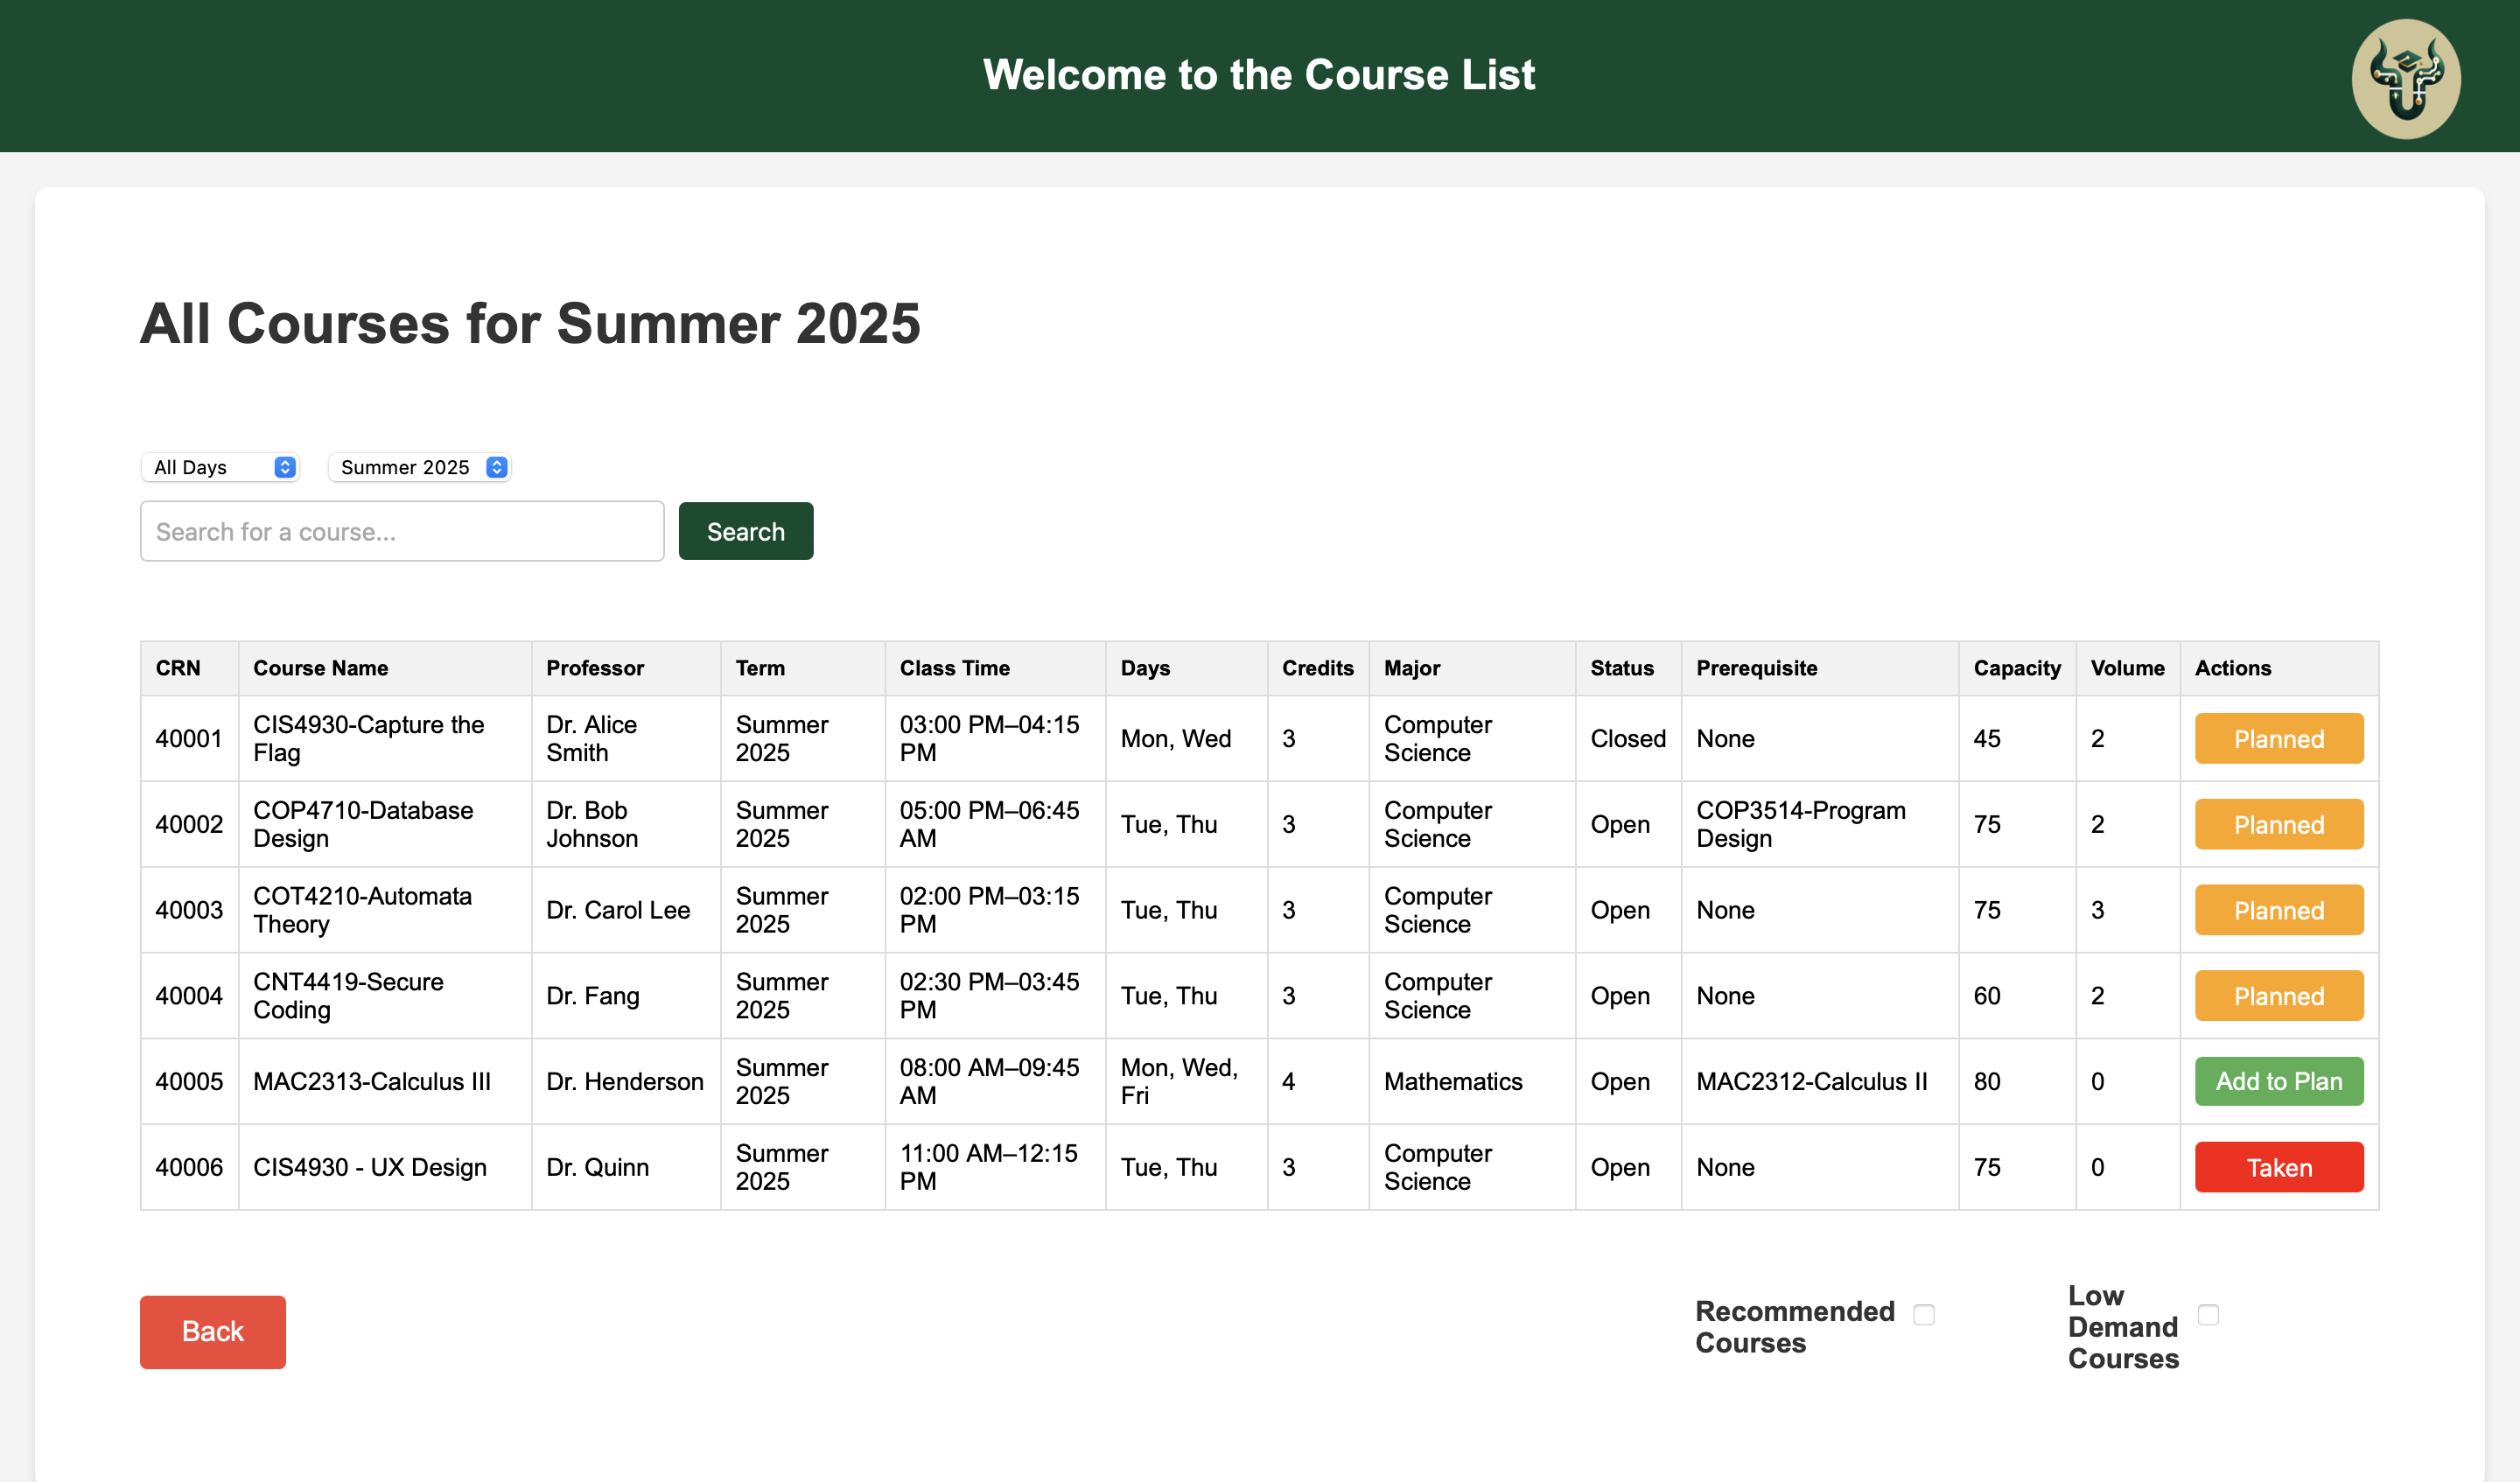 Welcome to the Course List
All Courses for Summer 2025
All Days Summer 2025
Search for a course... Search
CRN Course Name Professor Term Class Time Days Credits Major Status Prerequisite Capacity Volume Actions
40001 CIS4930-Capture the Flag Dr. Alice Smith Summer 2025 03:00 PM–04:15 PM Mon, Wed 3 Computer Science Closed None 45 2 Planned
40002 COP4710-Database Design Dr. Bob Johnson Summer 2025 05:00 PM–06:45 AM Tue, Thu 3 Computer Science Open COP3514-Program Design 75 2 Planned
40003 COT4210-Automata Theory Dr. Carol Lee Summer 2025 02:00 PM–03:15 PM Tue, Thu 3 Computer Science Open None 75 3 Planned
40004 CNT4419-Secure Coding Dr. Fang Summer 2025 02:30 PM–03:45 PM Tue, Thu 3 Computer Science Open None 60 2 Planned
40005 MAC2313-Calculus III Dr. Henderson Summer 2025 08:00 AM–09:45 AM Mon, Wed, Fri 4 Mathematics Open MAC2312-Calculus II 80 0 Add to Plan
40006 CIS4930 - UX Design Dr. Quinn Summer 2025 11:00 AM–12:15 PM Tue, Thu 3 Computer Science Open None 75 0 Taken
Back
Recommended Courses
Low Demand Courses